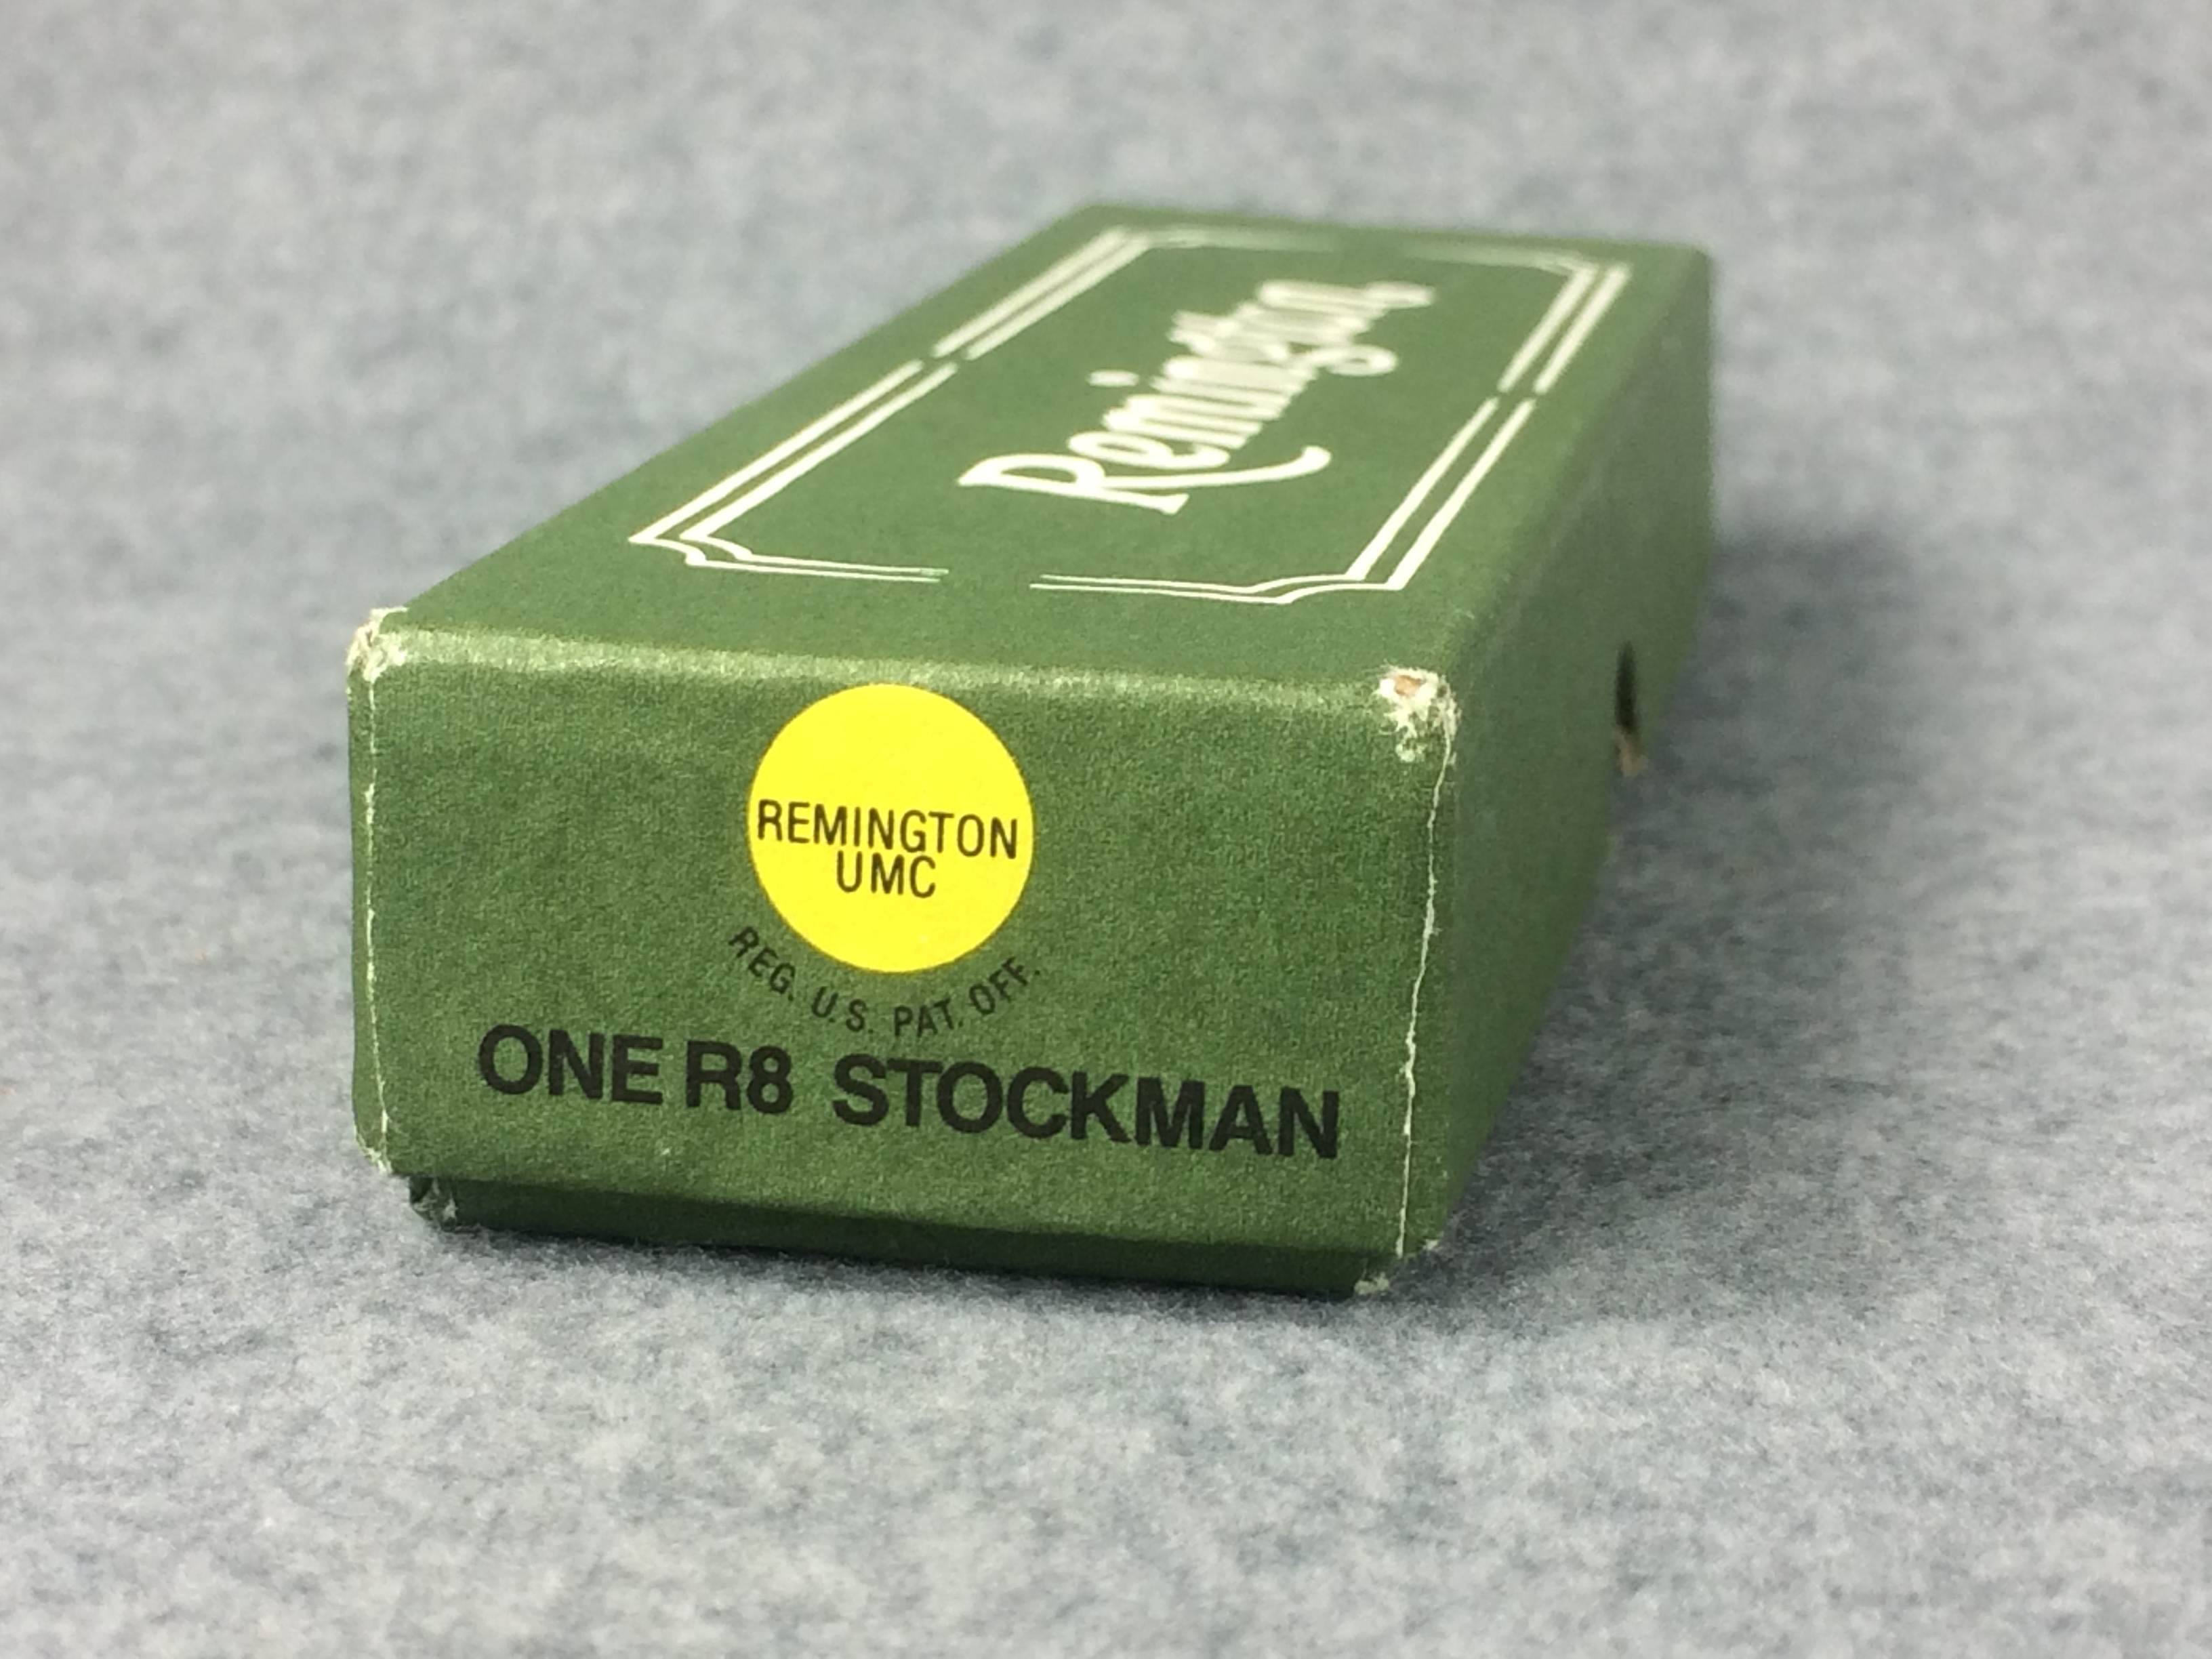 Remington
REMINGTON
UMC
REG. U.S. PAT. OFF.
ONE R8 STOCKMAN